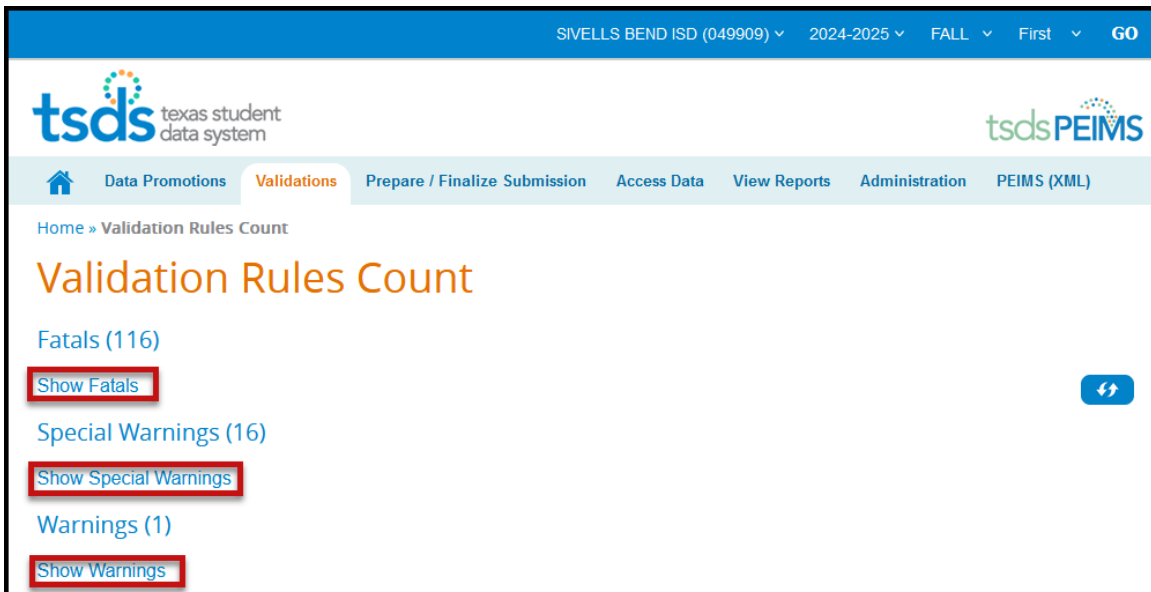 SIVELLS BEND ISD (049909) 2024-2025 FALL First GO
tsds texas student
data system
tsdsPEIMS
Data Promotions Validations Prepare / Finalize Submission Access Data View Reports Administration PEIMS (XML)
Home » Validation Rules Count
Validation Rules Count
Fatals (116)
Show Fatals
Special Warnings (16)
Show Special Warnings
Warnings (1)
Show Warnings